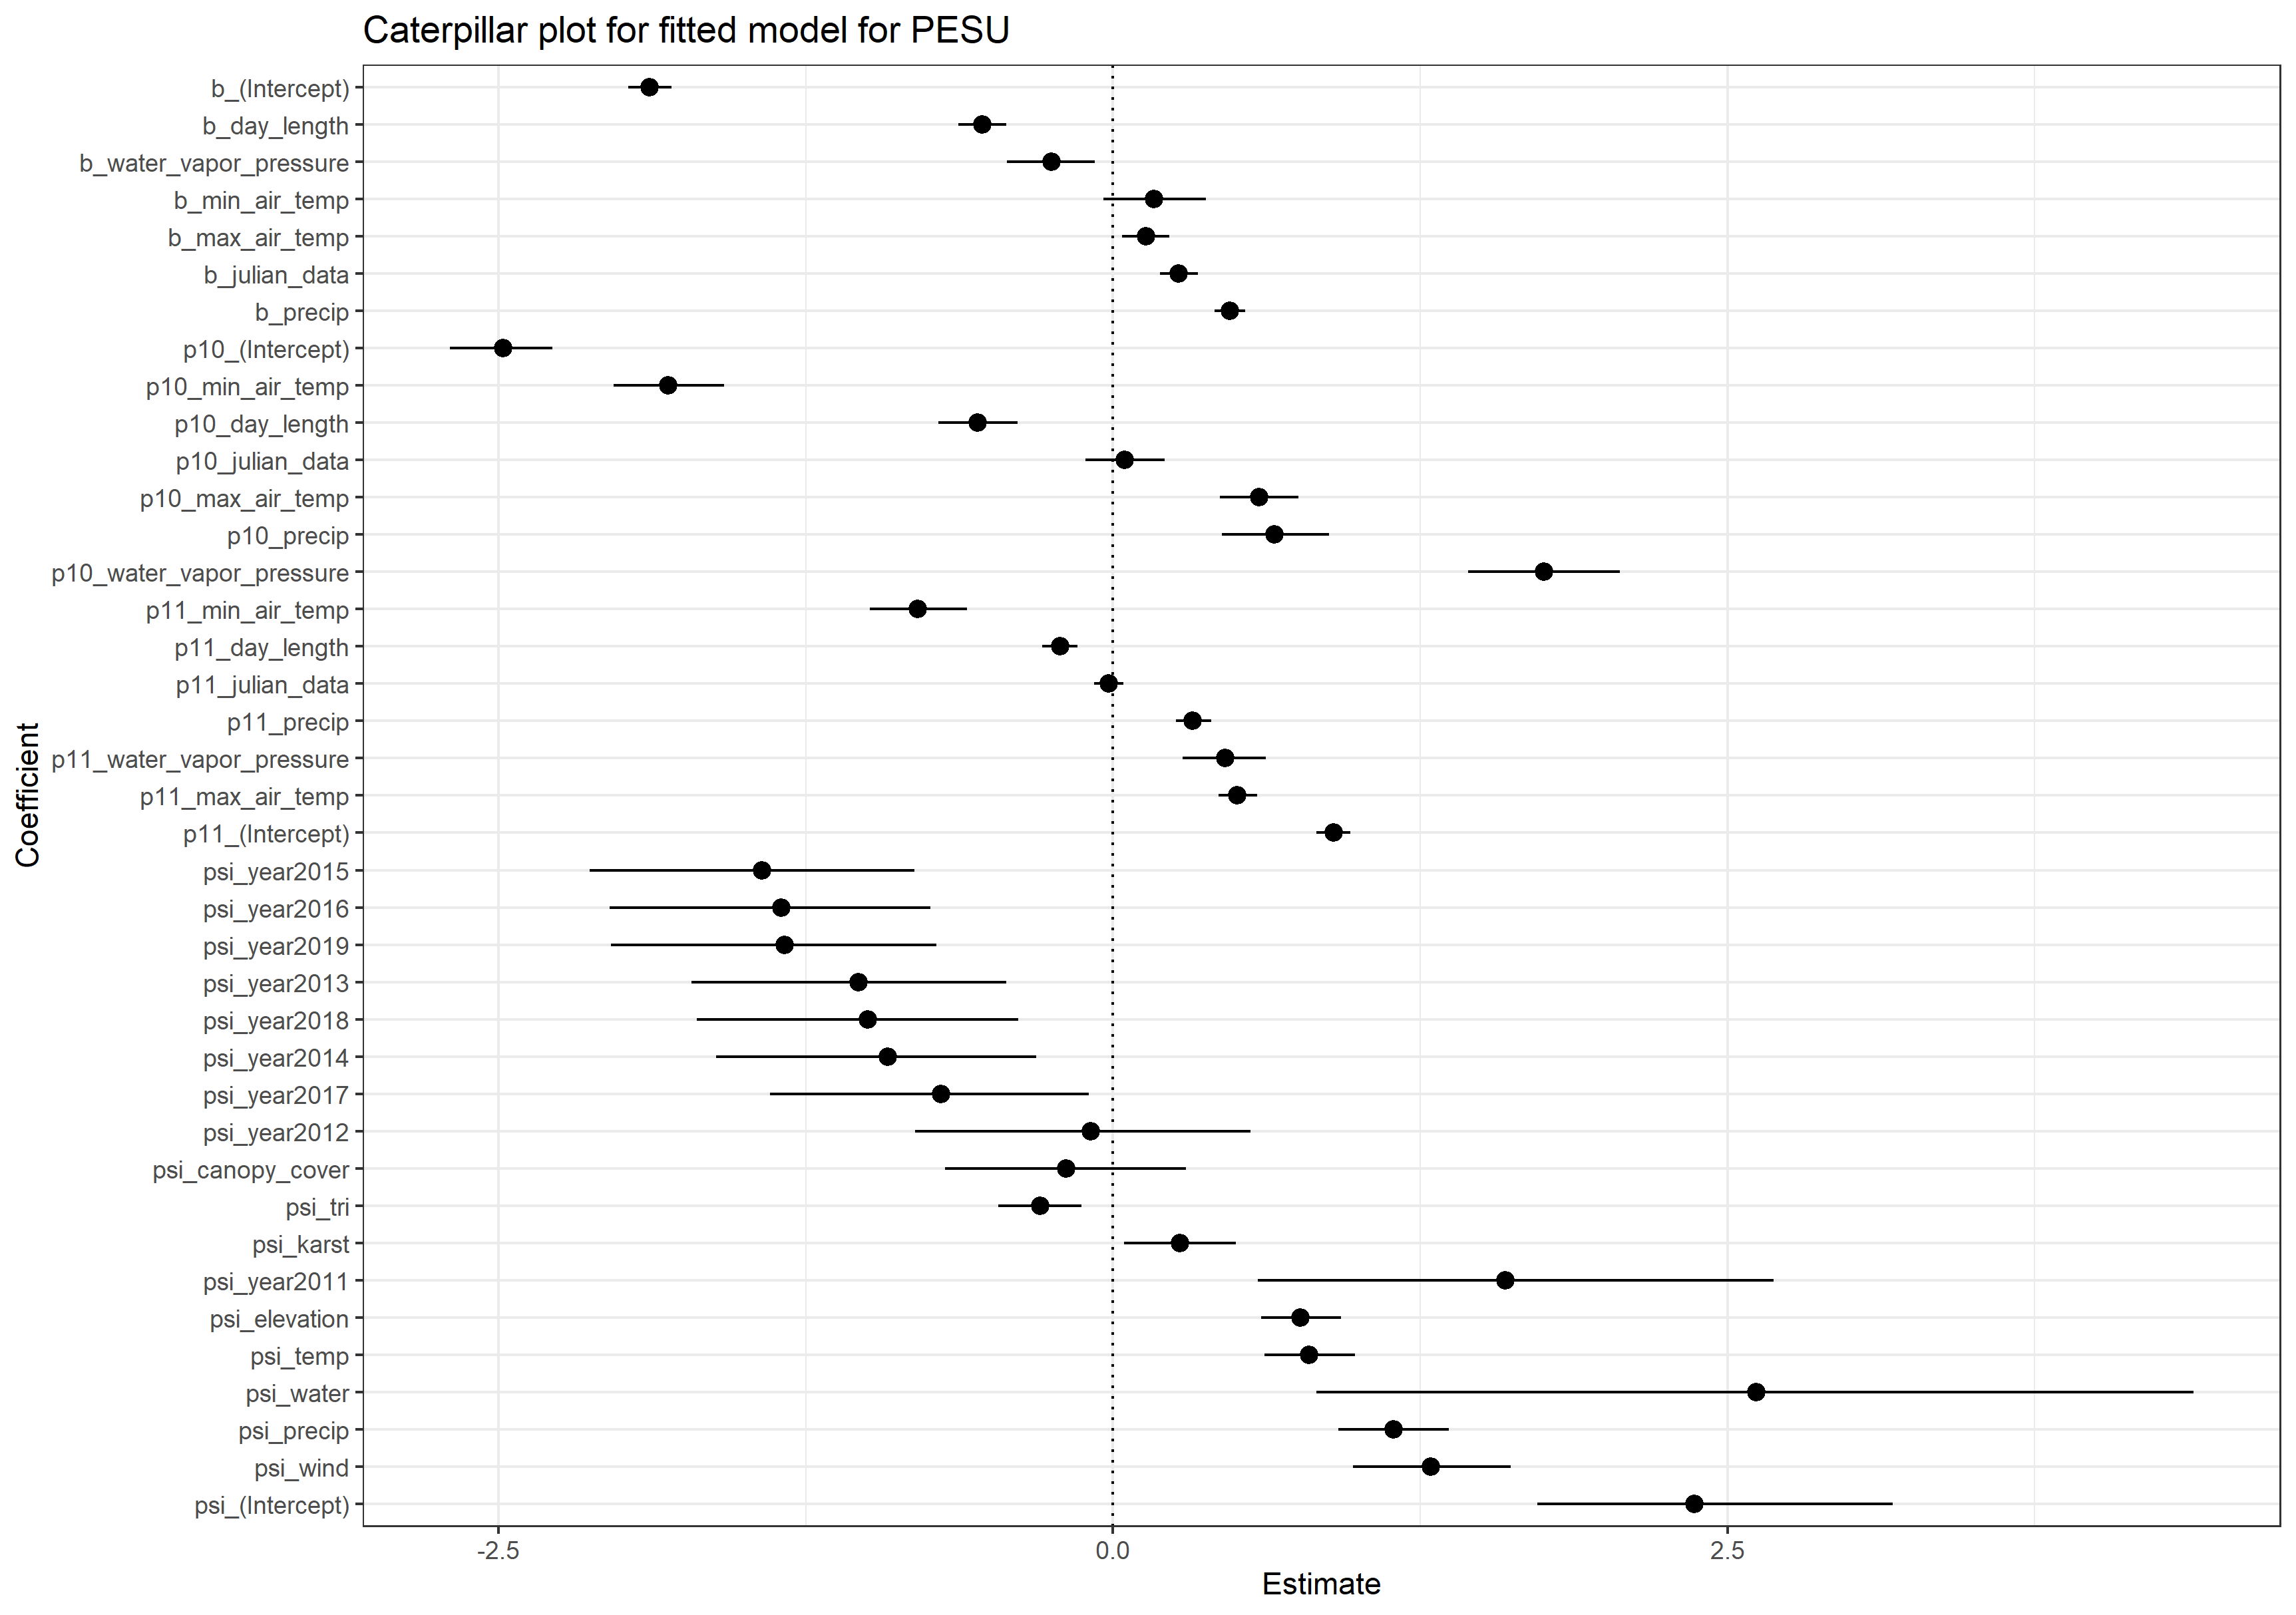 Caterpillar plot for fitted model for PESU
b_(Intercept)
b_day_length
b_water_vapor_pressure
b_min_air_temp
b_max_air_temp
b_julian_data
b_precip
p10_(Intercept)
p10_min_air_temp
p10_day_length
p10_julian_data
p10_max_air_temp
p10_precip
p10_water_vapor_pressure
p11_min_air_temp
p11_day_length
p11_julian_data
p11_precip
p11_water_vapor_pressure
p11_max_air_temp
p11_(Intercept)
psi_year2015
psi_year2016
psi_year2019
psi_year2013
psi_year2018
psi_year2014
psi_year2017
psi_year2012
psi_canopy_cover
psi_tri
psi_karst
psi_year2011
psi_elevation
psi_temp
psi_water
psi_precip
psi_wind
psi_(Intercept)
Coefficient
-2.5 0.0 2.5
Estimate